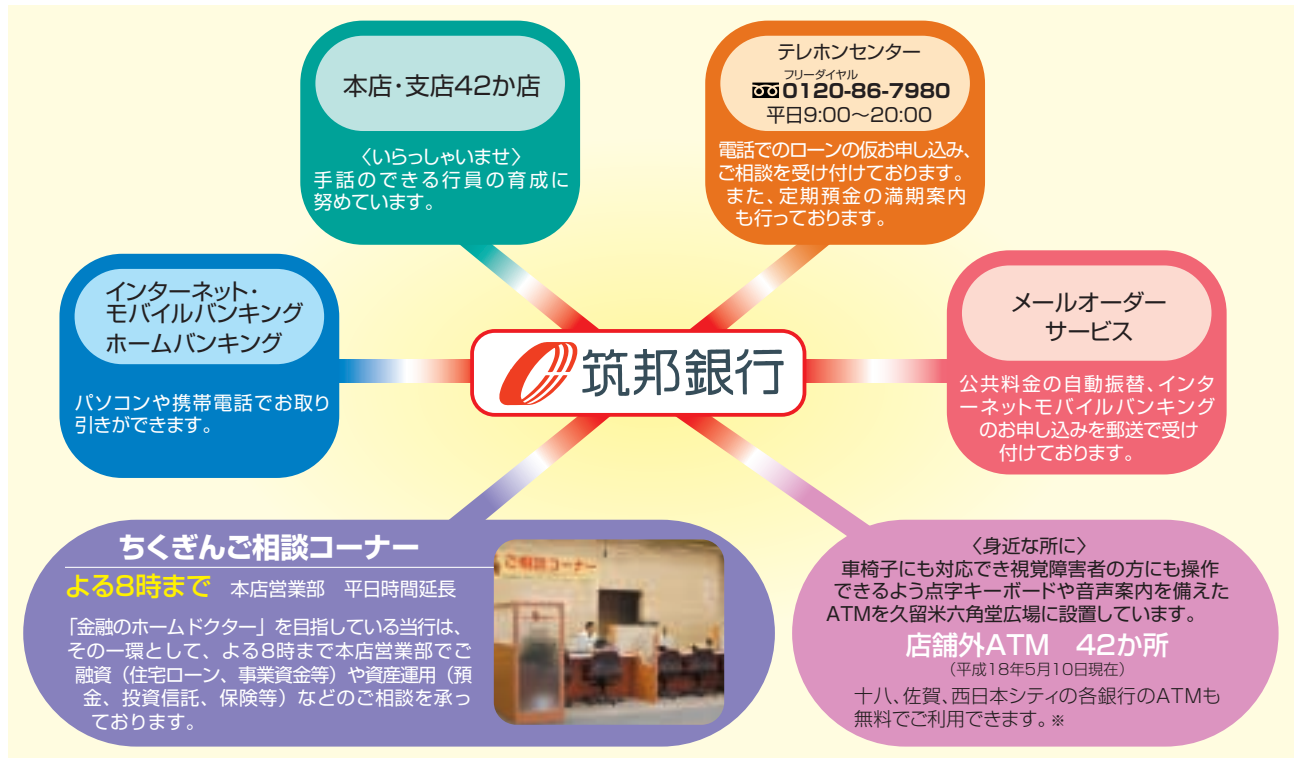 本店・支店42か店
〈いらっしゃいませ〉
手話のできる行員の育成に
努めています。
テレホンセンター
フリーダイヤル
0120-86-7980
平日9:00〜20:00
電話でのローンの仮お申し込み、
ご相談を受け付けております。
また、定期預金の満期案内
も行っております。
インターネット・
モバイルバンキング
ホームバンキング
パソコンや携帯電話でお取り
引きができます。
筑邦銀行
メールオーダー
サービス
公共料金の自動振替、インタ
ーネットモバイルバンキング
のお申し込みを郵送で受け
付けております。
ちくぎんご相談コーナー
よる8時まで 本店営業部 平日時間延長
「金融のホームドクター」を目指している当行は、
その一環として、よる8時まで本店営業部でご
融資（住宅ローン、事業資金等）や資産運用（預
金、投資信託、保険等）などのご相談を承っ
ております。
ご相談コーナー
〈身近な所に〉
車椅子にも対応でき視覚障害者の方にも操作
できるよう点字キーボードや音声案内を備えた
ATMを久留米六角堂広場に設置しています。
店舗外ATM 42か所
（平成18年5月10日現在）
十八、佐賀、西日本シティの各銀行のATMも
無料でご利用できます。※